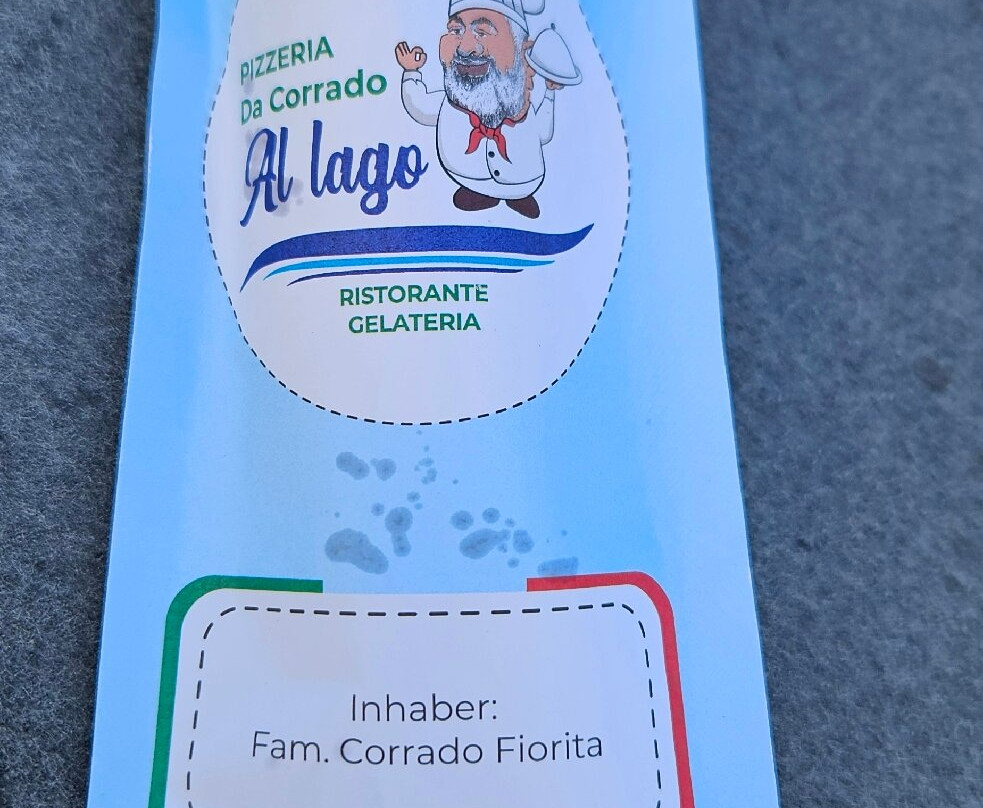 PIZZERIA
Da Corrado
Al lago
RISTORANTE
GELATERIA
Inhaber:
Fam. Corrado Fiorita